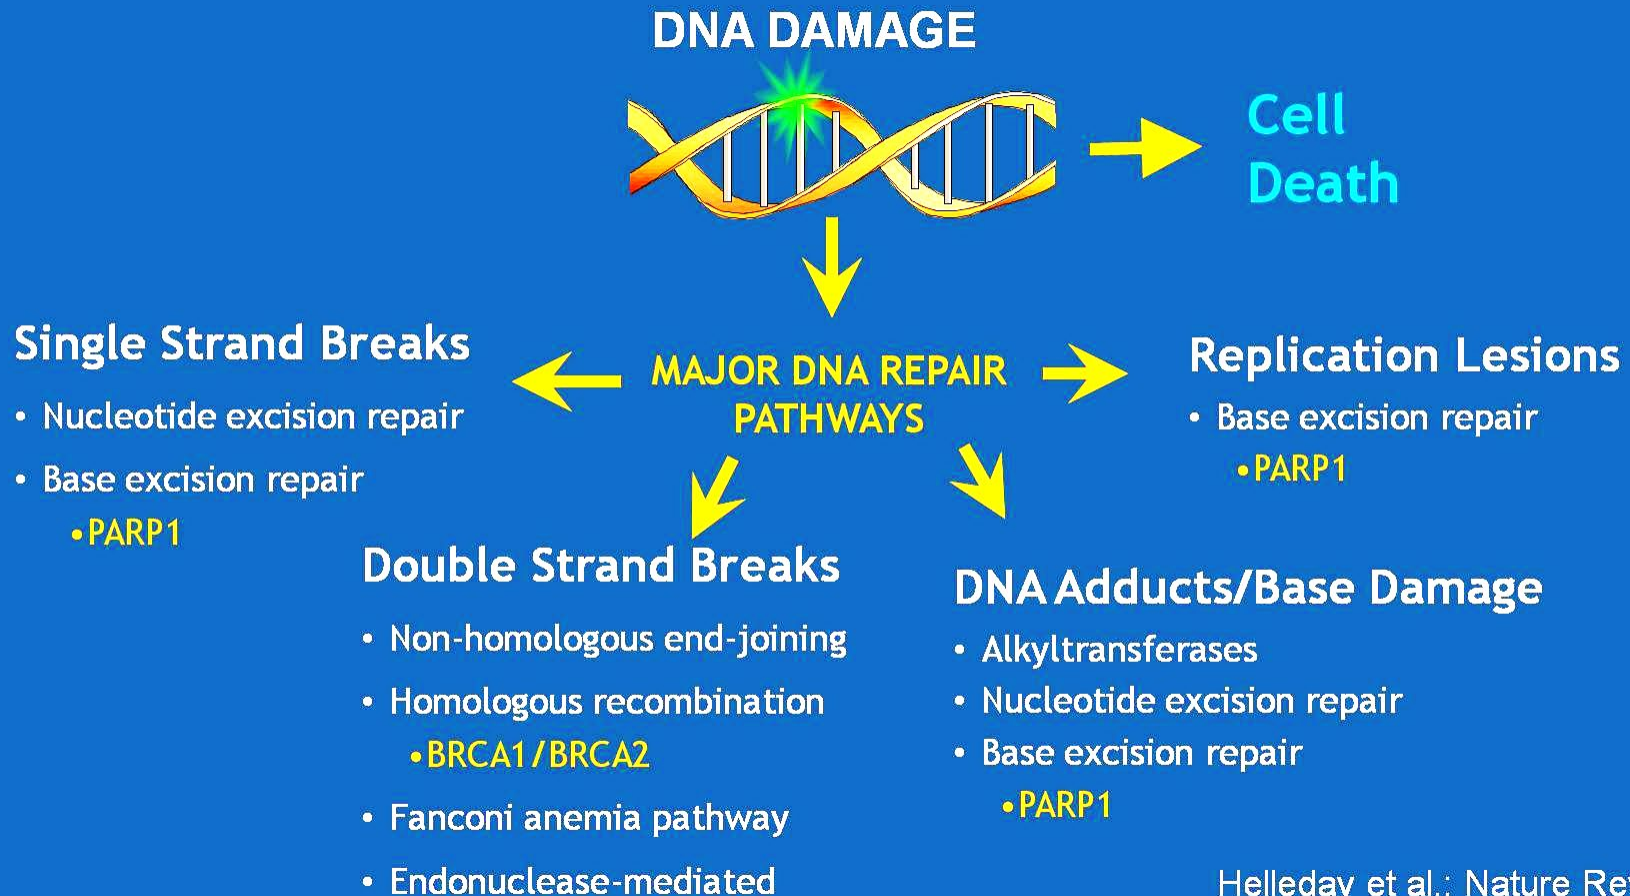 DNA DAMAGE
Cell
Death
MAJOR DNA REPAIR
PATHWAYS
Single Strand Breaks
• Nucleotide excision repair
• Base excision repair
•PARP1
Double Strand Breaks
• Non-homologous end-joining
• Homologous recombination
•BRCA1/BRCA2
• Fanconi anemia pathway
• Endonuclease-mediated
DNA Adducts/Base Damage
• Alkyltransferases
• Nucleotide excision repair
• Base excision repair
•PARP1
Replication Lesions
• Base excision repair
•PARP1
Helleday et al.: Nature Rev